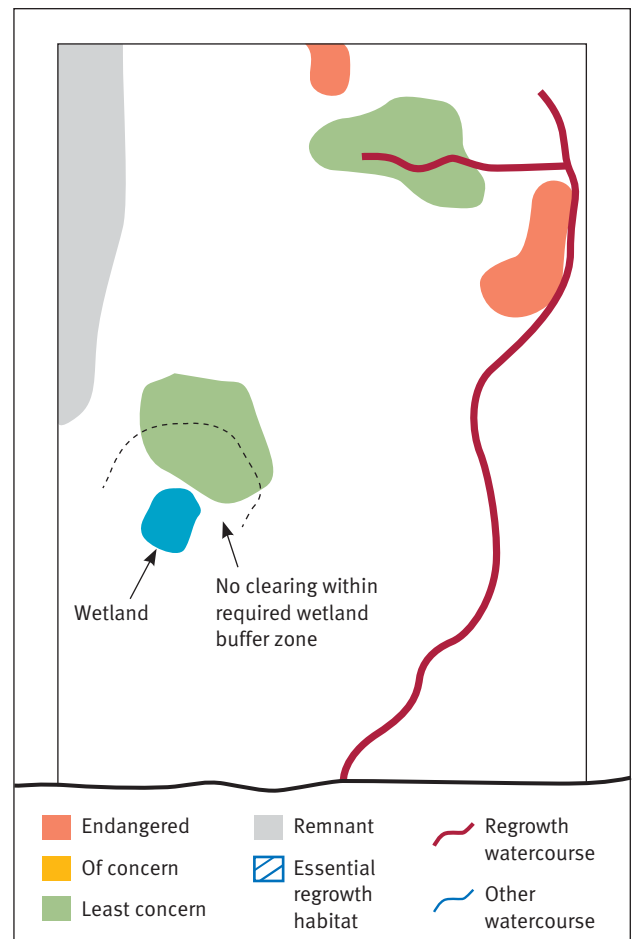 Wetland
No clearing within
required wetland
buffer zone
Endangered
Of concern
Least concern
Remnant
Essential
regrowth
habitat
Regrowth
watercourse
Other
watercourse